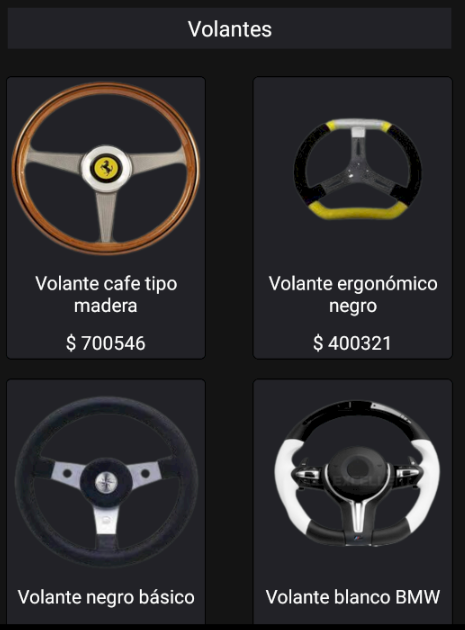 Volantes
Volante cafe tipo
madera
$ 700546
Volante ergonómico
negro
$ 400321
Volante negro básico
Volante blanco BMW